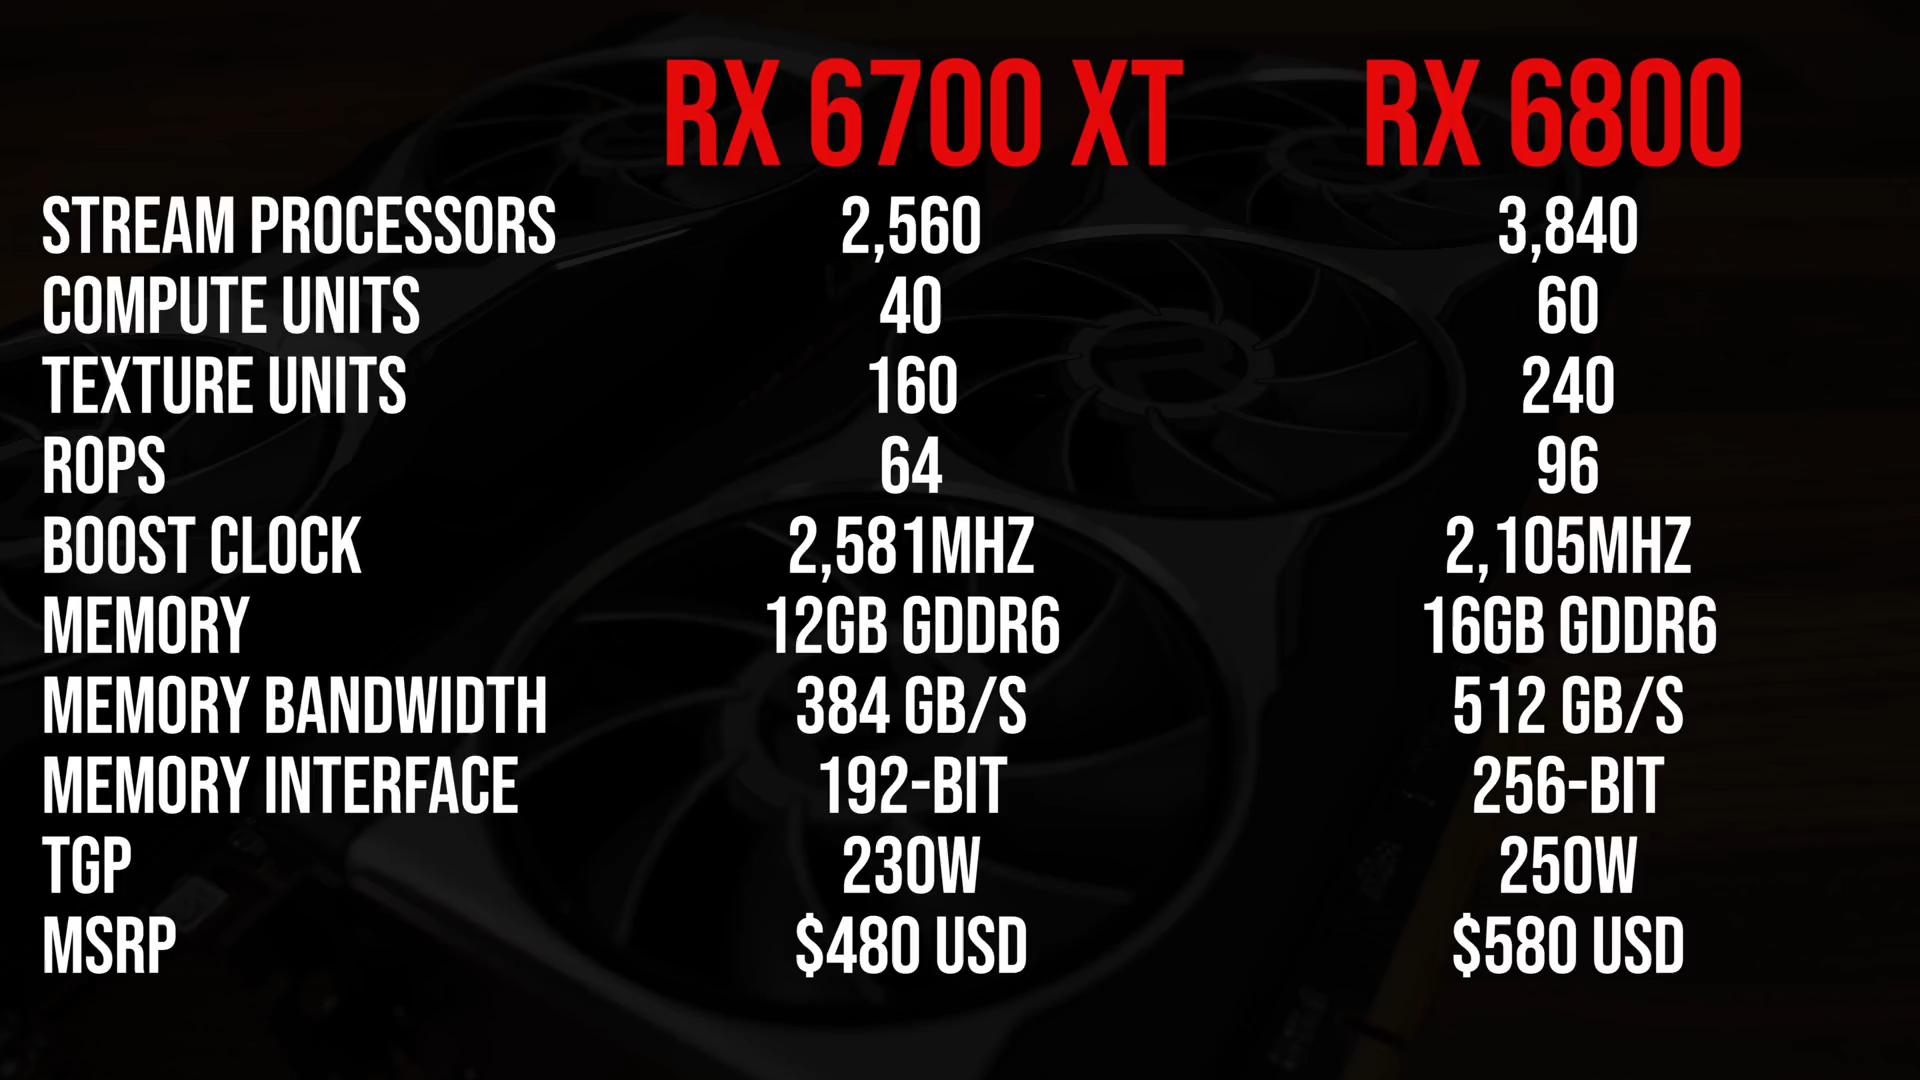 RX 6700 XT RX 6800
STREAM PROCESSORS 2,560 3,840
COMPUTE UNITS 40 60
TEXTURE UNITS 160 240
ROPS 64 96
BOOST CLOCK 2,581MHZ 2,105MHZ
MEMORY 12GB GDDR6 16GB GDDR6
MEMORY BANDWIDTH 384 GB/S 512 GB/S
MEMORY INTERFACE 192-BIT 256-BIT
TGP 230W 250W
MSRP $480 USD $580 USD